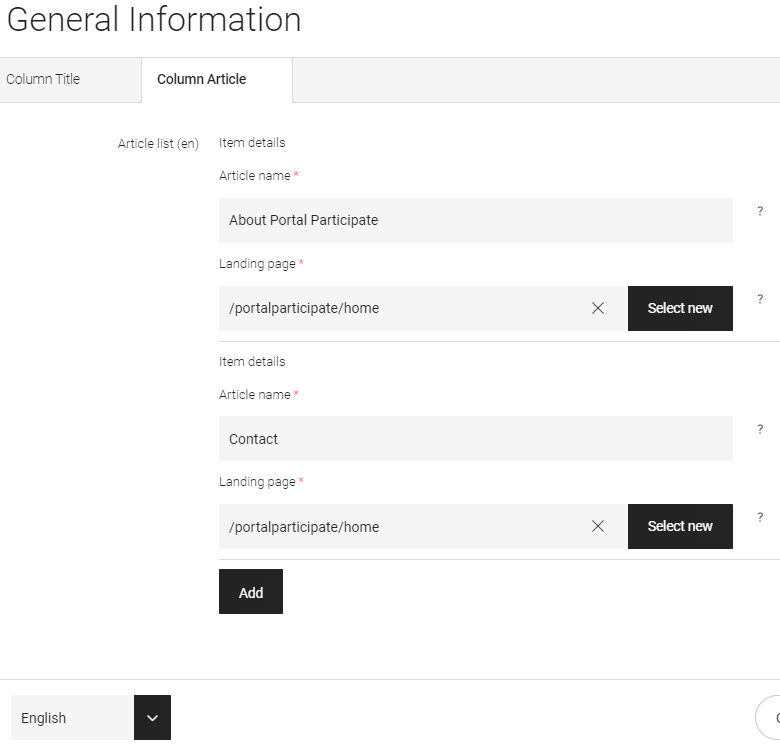 General Information
Column Title
Column Article
Article list (en)
Item details
Article name *
About Portal Participate
?
Landing page *
/portalparticipate/home
Select new
?
Item details
Article name *
Contact
?
Landing page *
/portalparticipate/home
Select new
?
Add
English